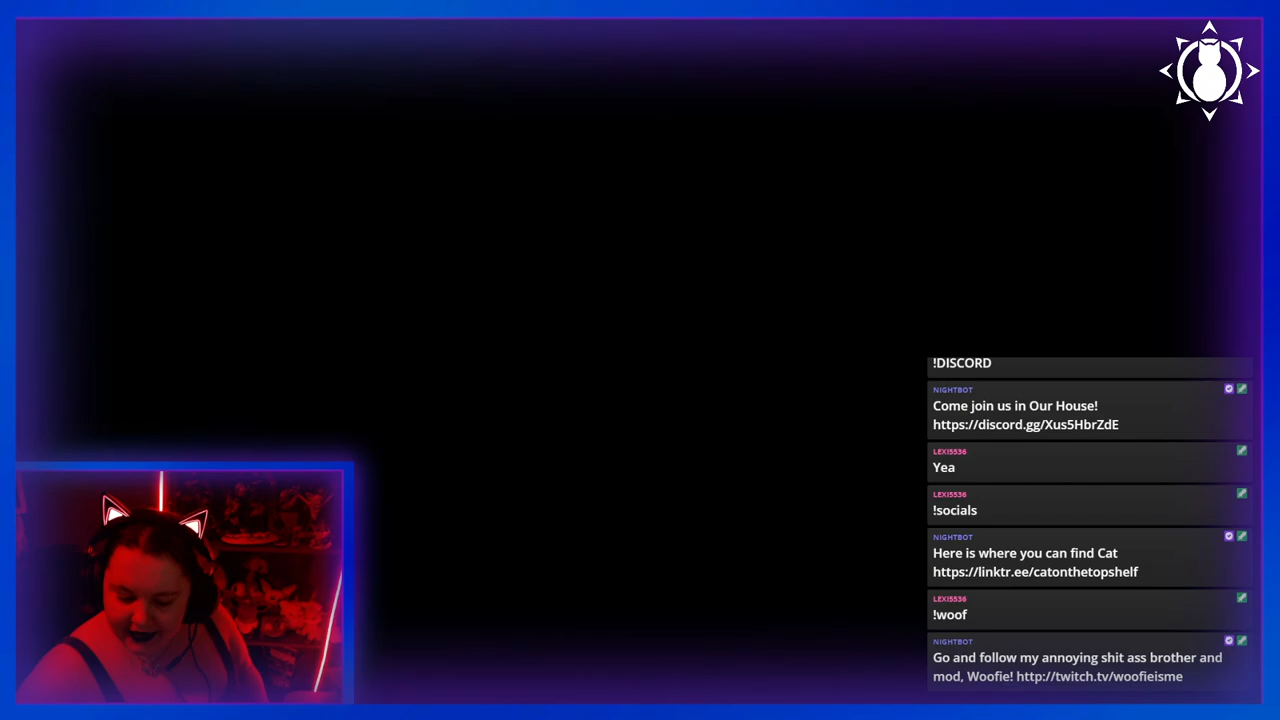 !DISCORD
NIGHTBOT
Come join us in Our House!
https://discord.gg/Xus5HbrZdE
LEXI5536
Yea
LEXI5536
!socials
NIGHTBOT
Here is where you can find Cat
https://linktr.ee/catonthetopshelf
LEXI5536
!woof
NIGHTBOT
Go and follow my annoying shit ass brother and
mod, Woofie! http://twitch.tv/woofieisme